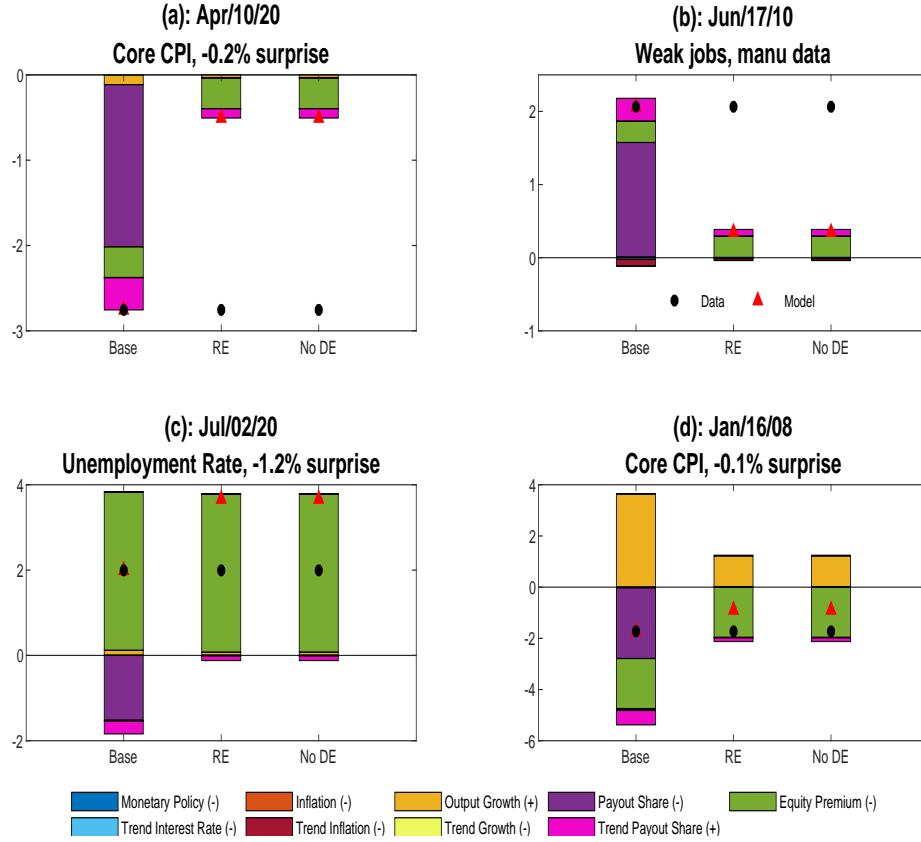 (a): Apr/10/20
Core CPI, -0.2% surprise
0
-1
-2
-3
Base RE No DE
(b): Jun/17/10
Weak jobs, manu data
2
1
0
-1
Data Model
Base RE No DE
(c): Jul/02/20
Unemployment Rate, -1.2% surprise
4
2
0
-2
Base RE No DE
(d): Jan/16/08
Core CPI, -0.1% surprise
4
2
0
-2
-4
-6
Base RE No DE
Monetary Policy (-) Inflation (-) Output Growth (+) Payout Share (-) Equity Premium (-)
Trend Interest Rate (-) Trend Inflation (-) Trend Growth (-) Trend Payout Share (+)